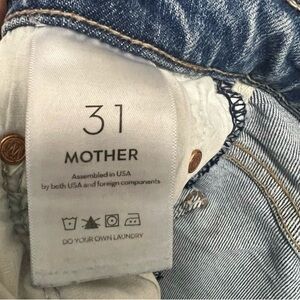 31
MOTHER
Assembled in USA
by both USA and foreign components
DO YOUR OWN LAUNDRY